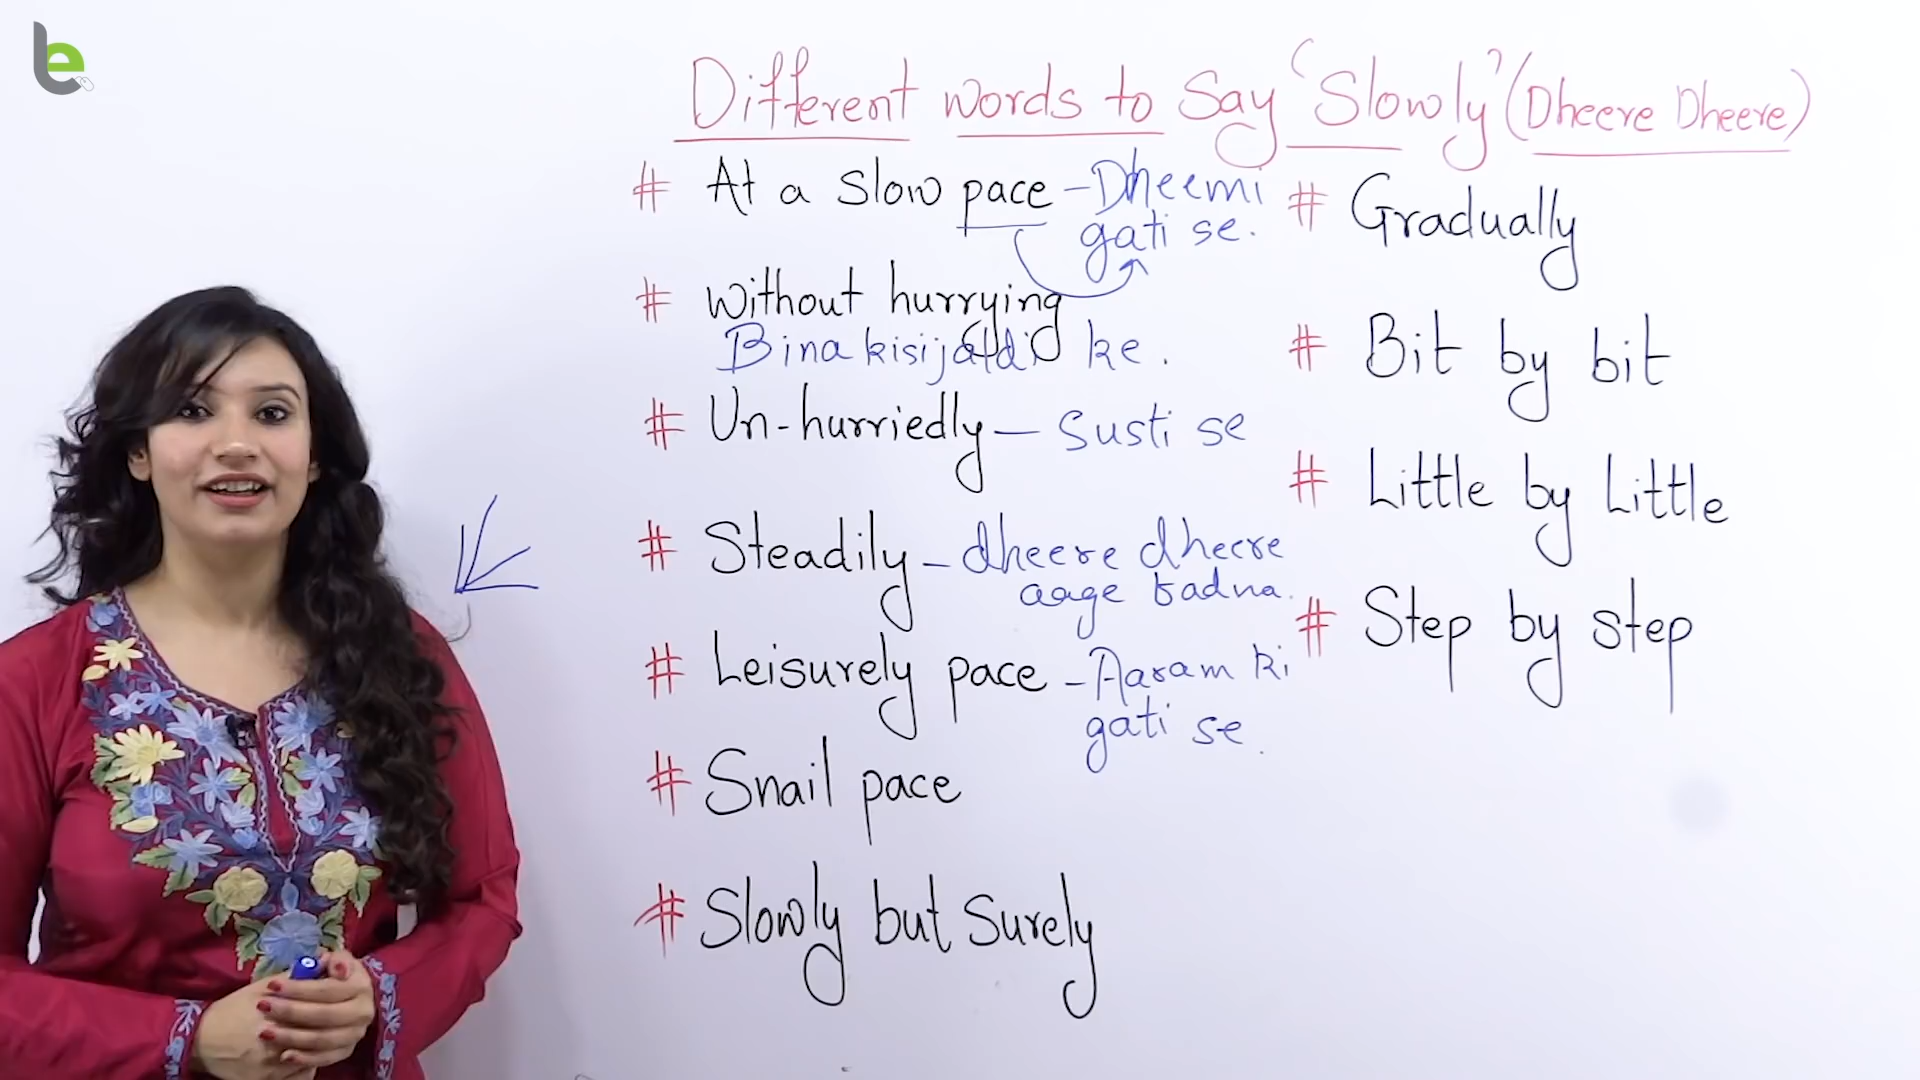 be
Different words to Say 'Slowly' (Dheere Dheere)
# At a slow pace - Dheemi
gati se.
# without hurrying
Bina kisi jaldi ke.
# Un-hurriedly - Susti se
# Steadily - dheere dheere
aage badna.
# Leisurely pace - Aaram ki
gati se.
# Snail pace
# Slowly but Surely
# Gradually
# Bit by bit
# Little by Little
# Step by step